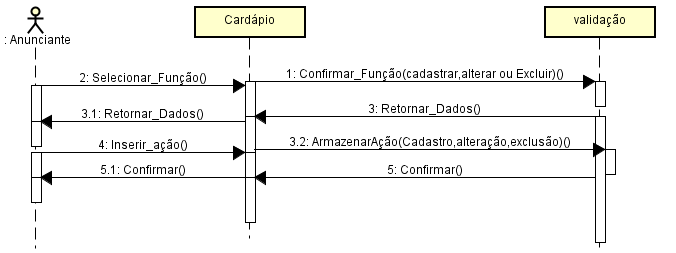 Cardápio
validação
: Anunciante
2: Selecionar_Função()
1: Confirmar_Função(cadastrar,alterar ou Excluir)()
3.1: Retornar_Dados()
3: Retornar_Dados()
4: Inserir_ação()
3.2: ArmazenarAção(Cadastro,alteração,exclusão)()
5.1: Confirmar()
5: Confirmar()